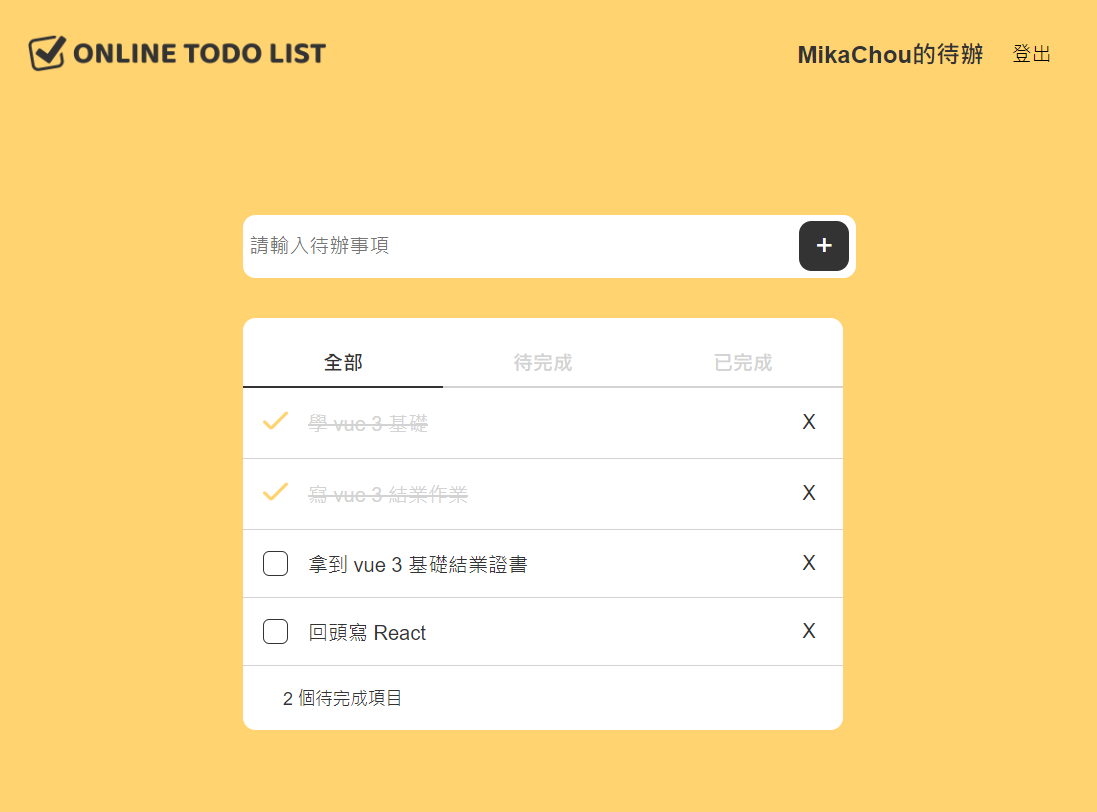 ONLINE TODO LIST
MikaChou的待辦 登出
請輸入待辦事項 +
全部 待完成 已完成
學 vue 3 基礎 X
寫 vue 3 結業作業 X
拿到 vue 3 基礎結業證書 X
回頭寫 React X
2 個待完成項目